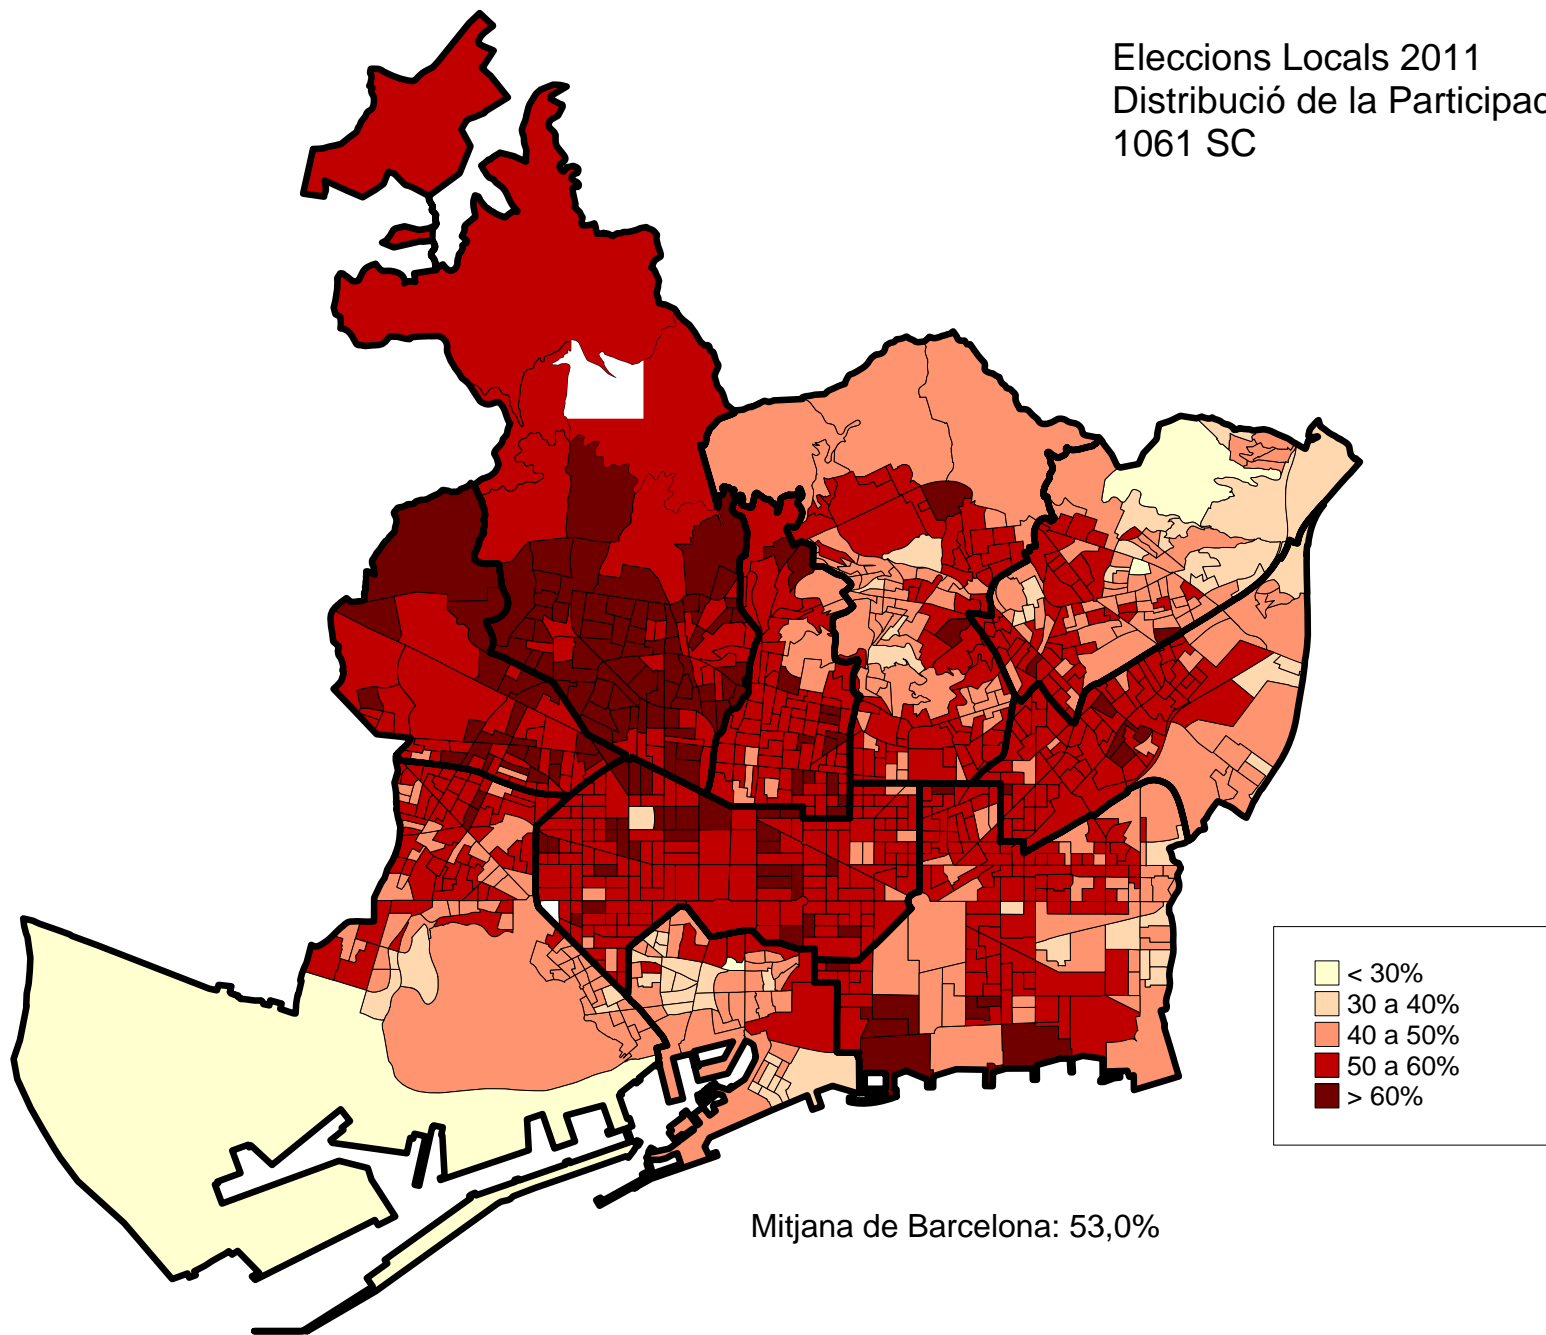 Eleccions Locals 2011
Distribució de la
1061 SC
< 30%
30 a 40%
40 a 50%
50 a 60%
> 60%
Mitjana de Barcelona: 53,0%